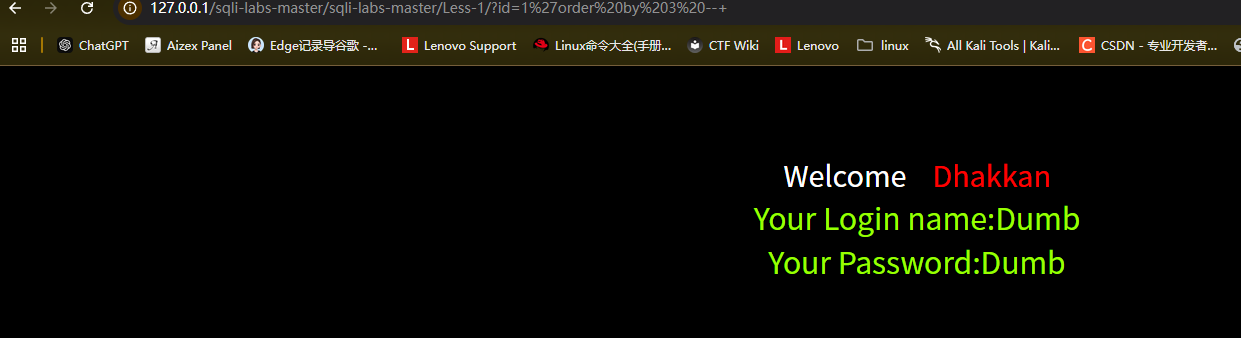 127.0.0.1/sqli-labs-master/sqli-labs-master/Less-1/?id=1%27order%20by%203%20--+
ChatGPT Aizex Panel Edge记录导谷歌 -... Lenovo Support Linux命令大全(手册... CTF Wiki Lenovo linux All Kali Tools | Kali... CSDN - 专业开发者...
Welcome Dhakkan
Your Login name:Dumb
Your Password:Dumb